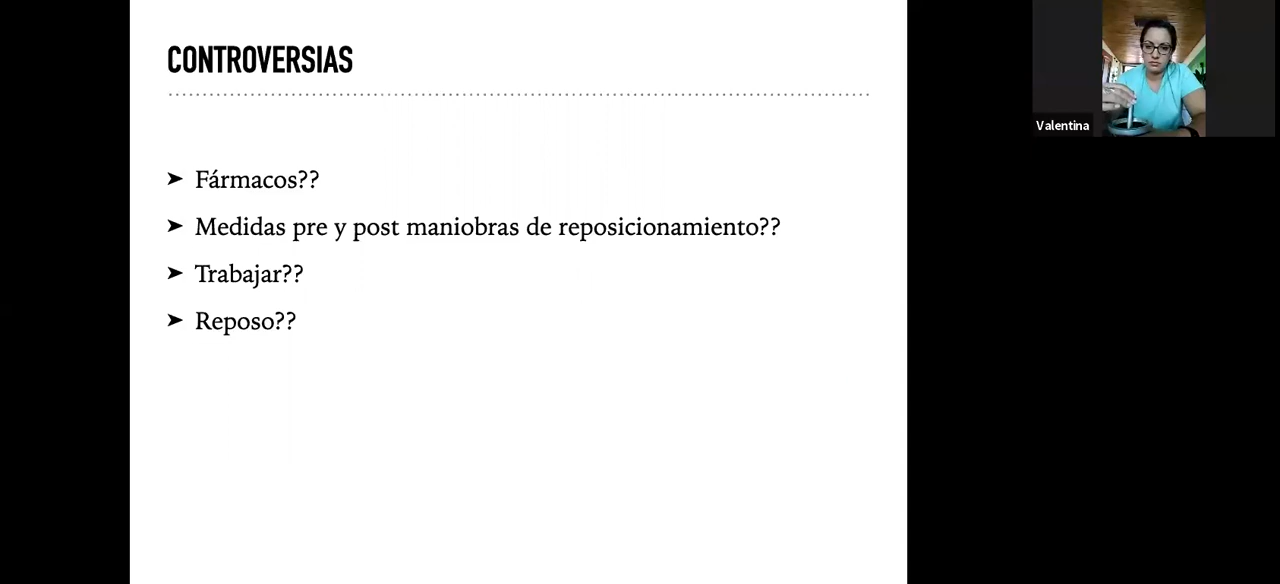 CONTROVERSIAS
➤ Fármacos??
➤ Medidas pre y post maniobras de reposicionamiento??
➤ Trabajar??
➤ Reposo??
Valentina